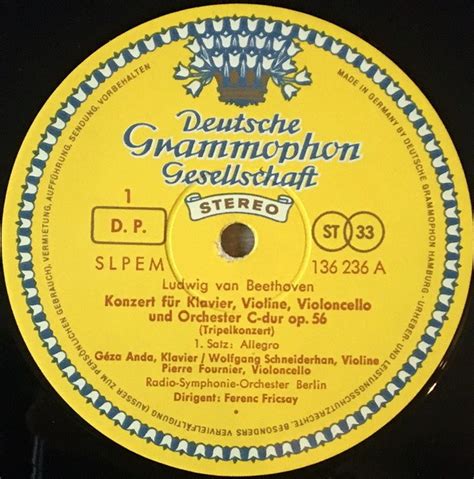 Deutsche
Grammophon
Gesellschaft
STEREO
1
D. P.
SLPEM
ST 33
136 236 A
Ludwig van Beethoven
Konzert für Klavier, Violine, Violoncello
und Orchester C-dur op. 56
(Tripelkonzert)
1. Satz: Allegro
Géza Anda, Klavier / Wolfgang Schneiderhan, Violine
Pierre Fournier, Violoncello
Radio-Symphonie-Orchester Berlin
Dirigent: Ferenc Fricsay
MADE IN GERMANY BY DEUTSCHE GRAMMOPHON HAMBURG · URHEBER- UND LEISTUNGSSCHUTZRECHTE, BESONDERS VERVIELFÄLTIGUNG (AUSSEN ZUM PERSÖNLICHEN GEBRAUCH), VERMIETUNG, AUFFÜHRUNG, SENDUNG, VORBEHALTEN